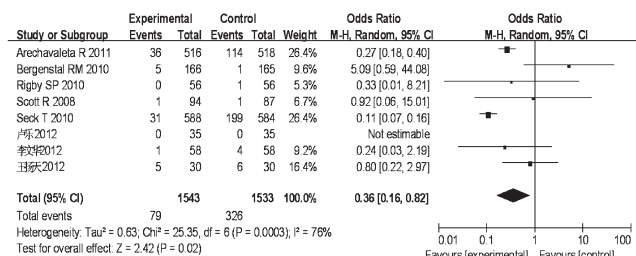 Experimental Control Odds Ratio Odds Ratio
Study or Subgroup Events Total Events Total Weight M-H, Random, 95% CI M-H, Random, 95% CI
Arechavaleta R 2011 36 516 114 518 26.4% 0.27 [0.18, 0.40]
Bergenstal RM 2010 5 166 1 165 9.6% 5.09 [0.59, 44.08]
Rigby SP 2010 0 56 1 56 5.0% 0.33 [0.01, 8.21]
Scott R 2008 1 94 1 87 6.2% 0.92 [0.06, 15.01]
Seck T 2010 31 588 199 584 26.4% 0.11 [0.07, 0.16]
卢乐2012 0 35 0 35 Not estimable
李文华2012 1 58 4 58 9.2% 0.24 [0.03, 2.19]
王扬天2012 5 30 6 30 16.4% 0.80 [0.22, 2.97]
Total (95% CI) 1543 1533 100.0% 0.36 [0.16, 0.82]
Total events 79 326
Heterogeneity: Tau² = 0.63; Chi² = 25.35, df = 6 (P = 0.0003); I² = 76%
Test for overall effect: Z = 2.42 (P = 0.02)
0.01 0.1 1 10 100
Favours [experimental] Favours [control]